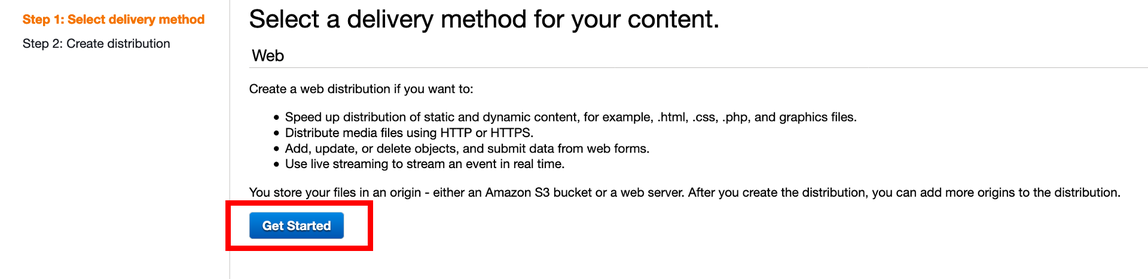 Step 1: Select delivery method
Step 2: Create distribution
Select a delivery method for your content.
Web
Create a web distribution if you want to:
• Speed up distribution of static and dynamic content, for example, .html, .css, .php, and graphics files.
• Distribute media files using HTTP or HTTPS.
• Add, update, or delete objects, and submit data from web forms.
• Use live streaming to stream an event in real time.
You store your files in an origin - either an Amazon S3 bucket or a web server. After you create the distribution, you can add more origins to the distribution.
Get Started